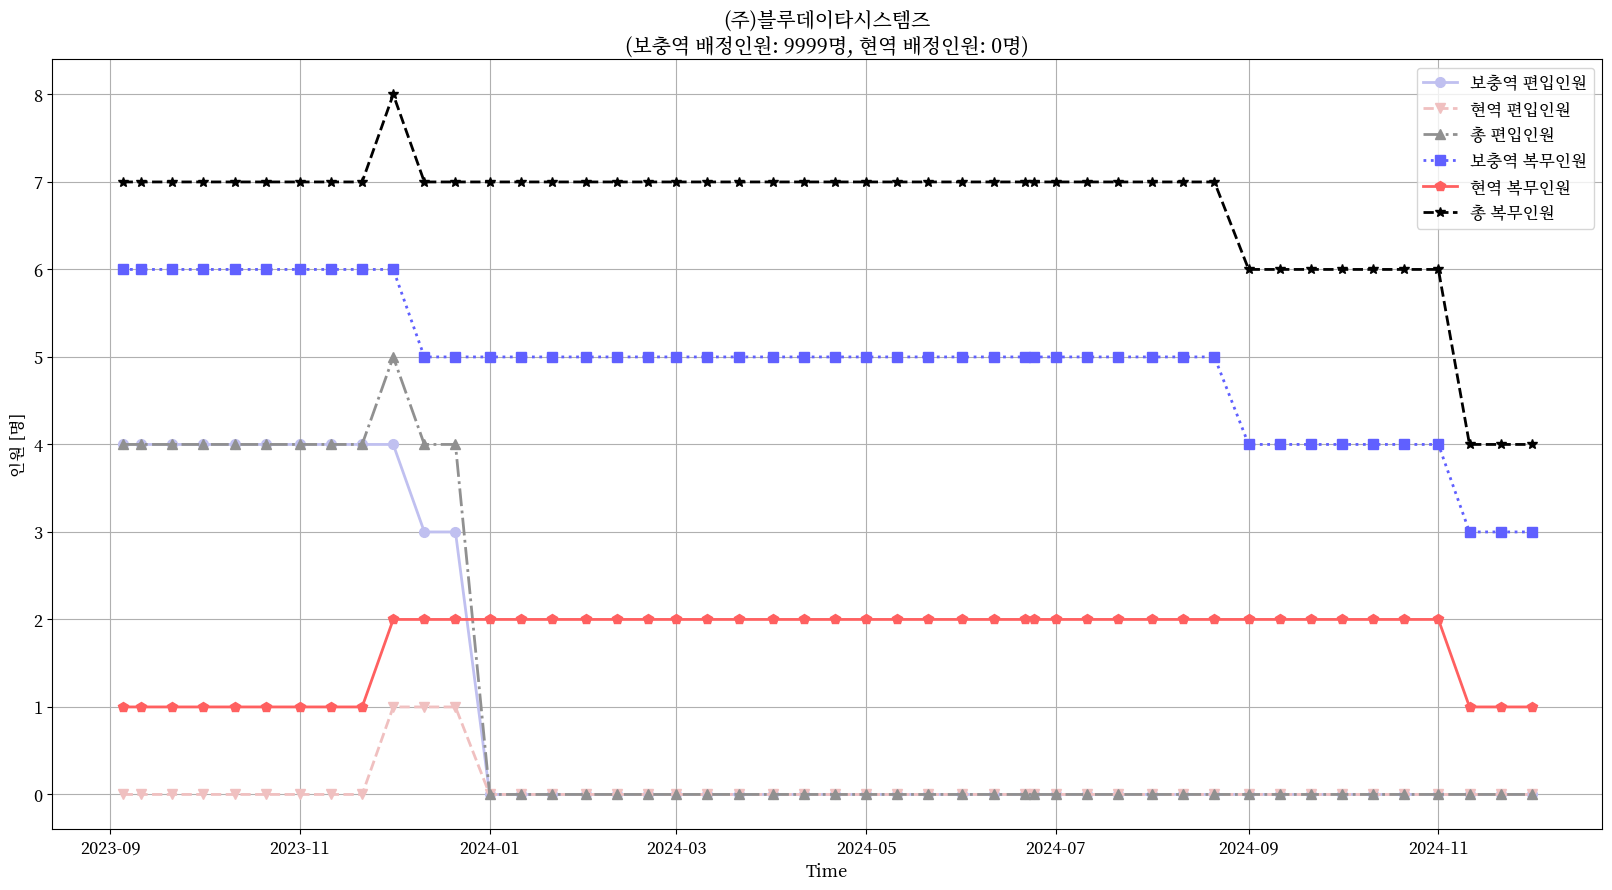 (주)블루데이타시스템즈
(보충역 배정인원: 9999명, 현역 배정인원: 0명)
보충역 편입인원
현역 편입인원
총 편입인원
보충역 복무인원
현역 복무인원
총 복무인원
인원 [명]
8
7
6
5
4
3
2
1
0
2023-09
2023-11
2024-01
2024-03
2024-05
2024-07
2024-09
2024-11
Time